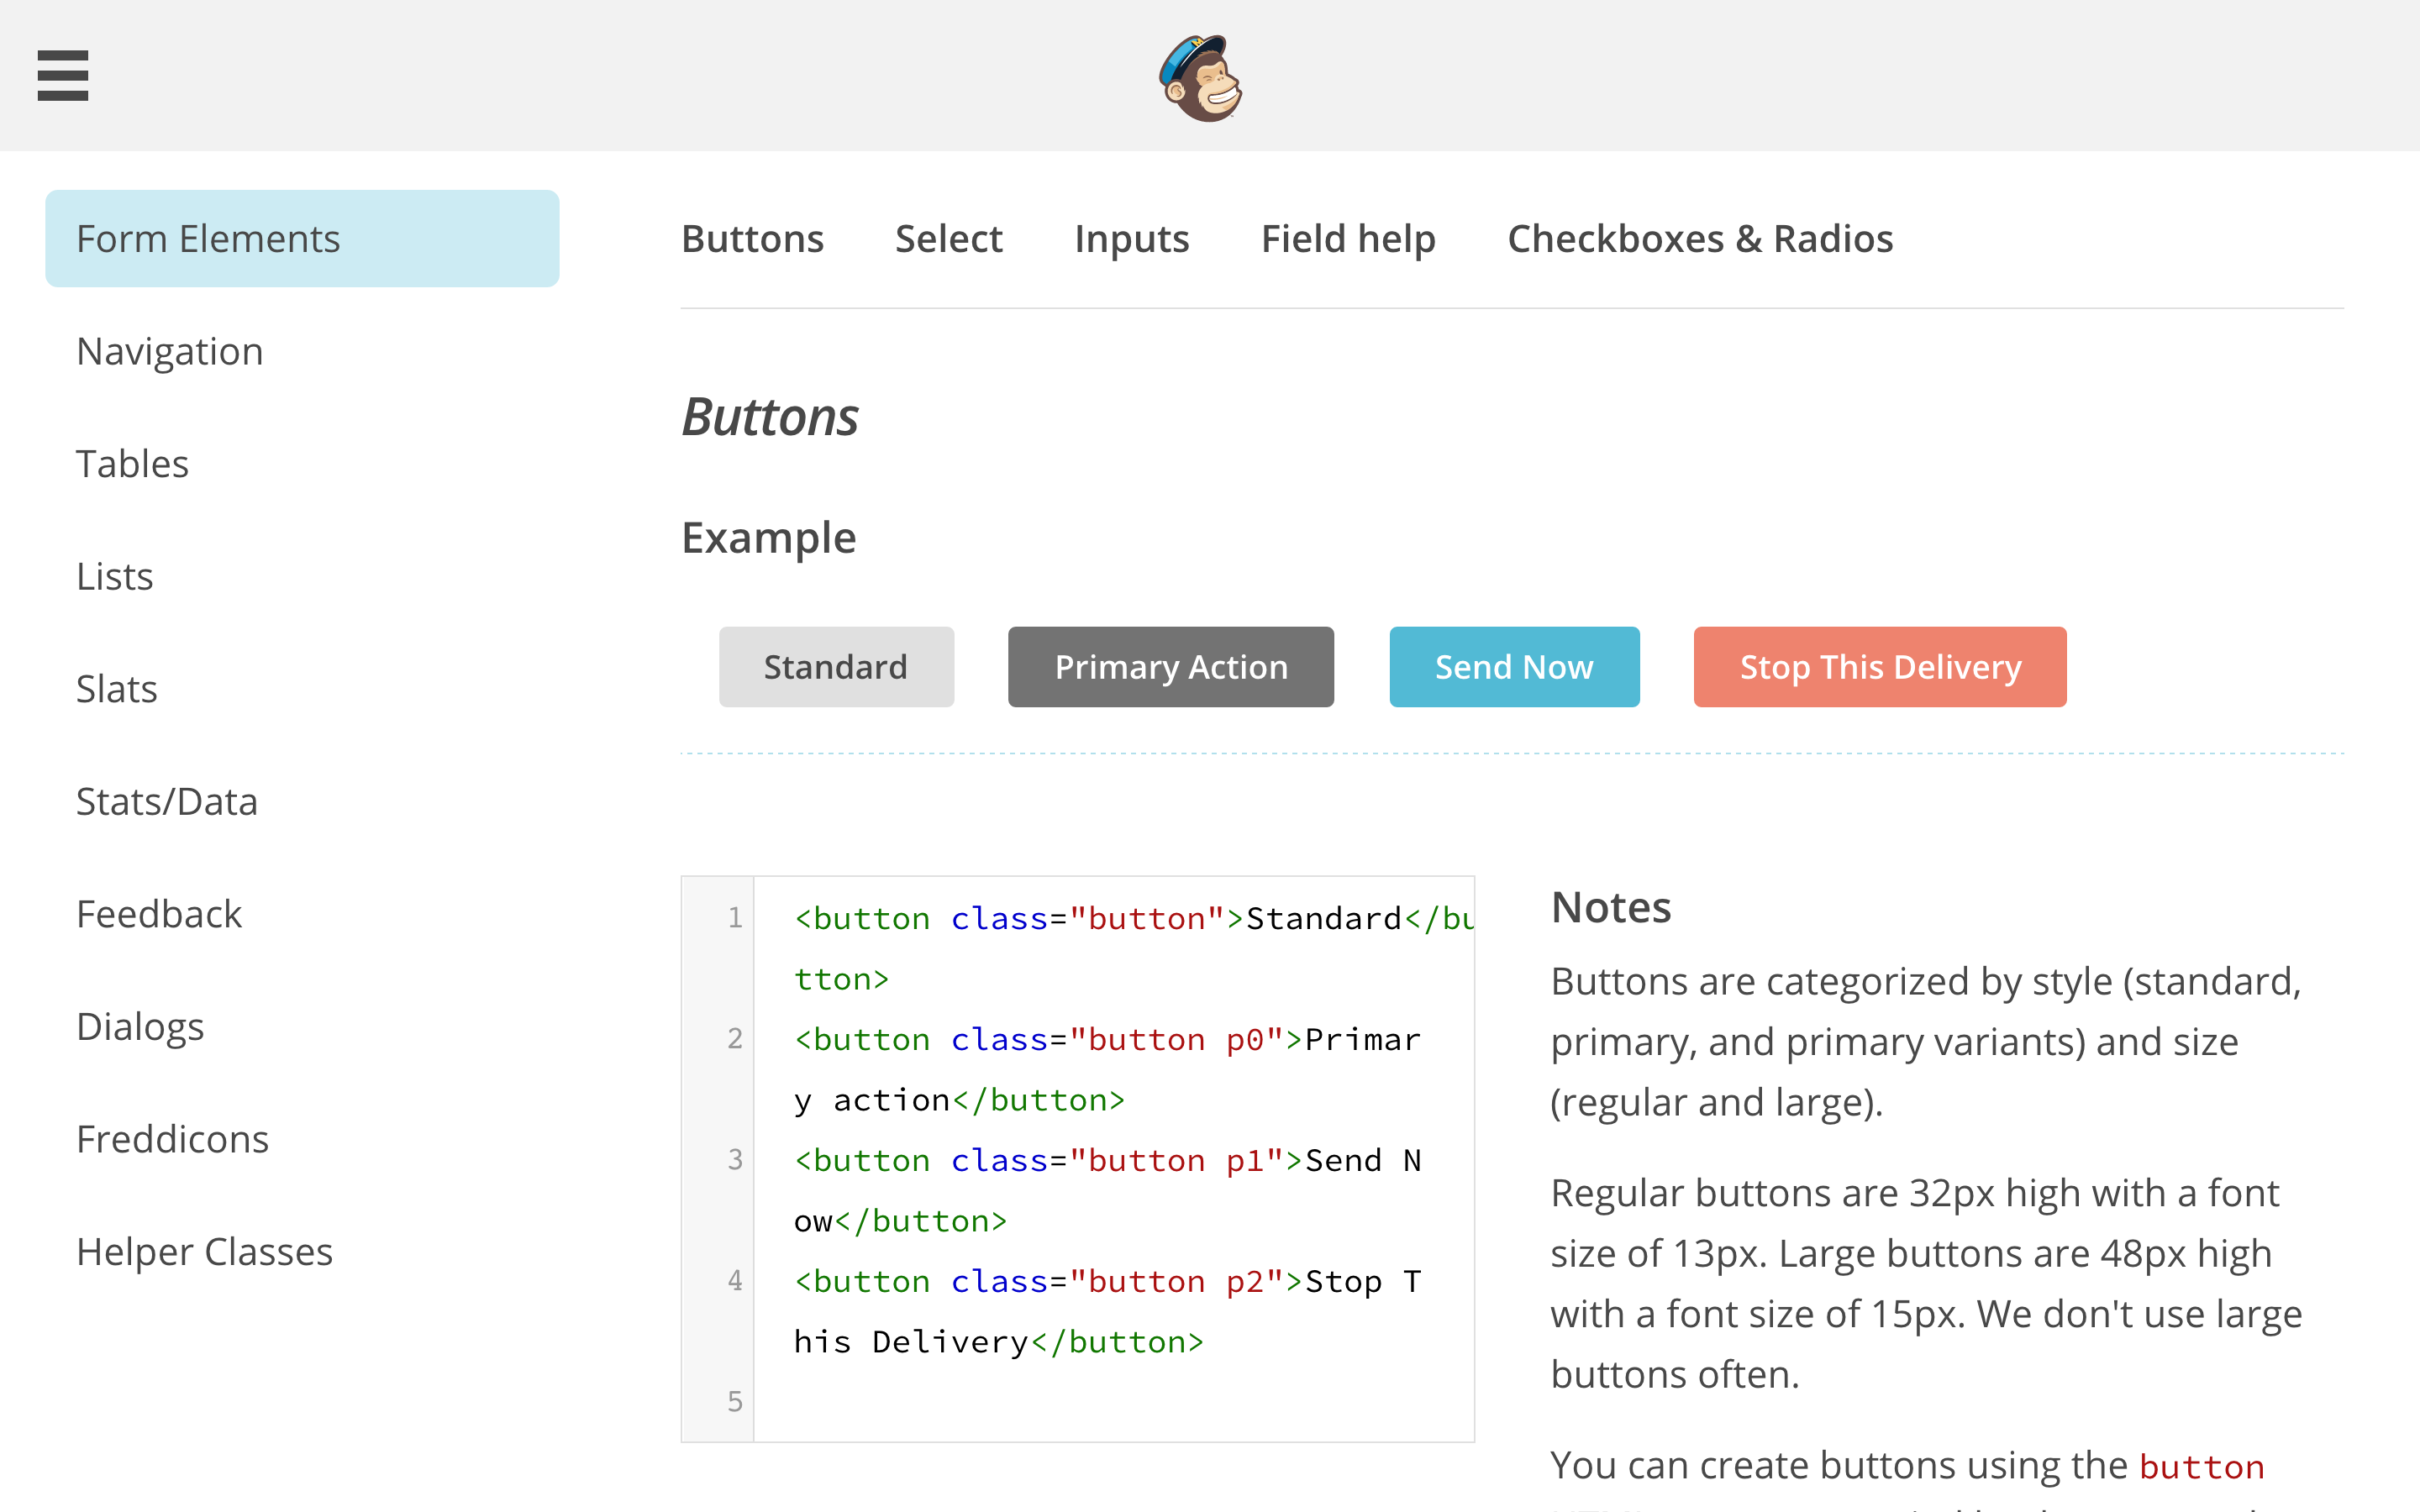 Form Elements
Navigation
Tables
Lists
Slats
Stats/Data
Feedback
Dialogs
Freddicons
Helper Classes
Buttons Select Inputs Field help Checkboxes & Radios
Buttons
Example
Standard Primary Action Send Now Stop This Delivery
1 <button class="button">Standard</bu
tton>
2 <button class="button p0">Primar
y action</button>
3 <button class="button p1">Send N
ow</button>
4 <button class="button p2">Stop T
his Delivery</button>
5
Notes
Buttons are categorized by style (standard,
primary, and primary variants) and size
(regular and large).
Regular buttons are 32px high with a font
size of 13px. Large buttons are 48px high
with a font size of 15px. We don't use large
buttons often.
You can create buttons using the button